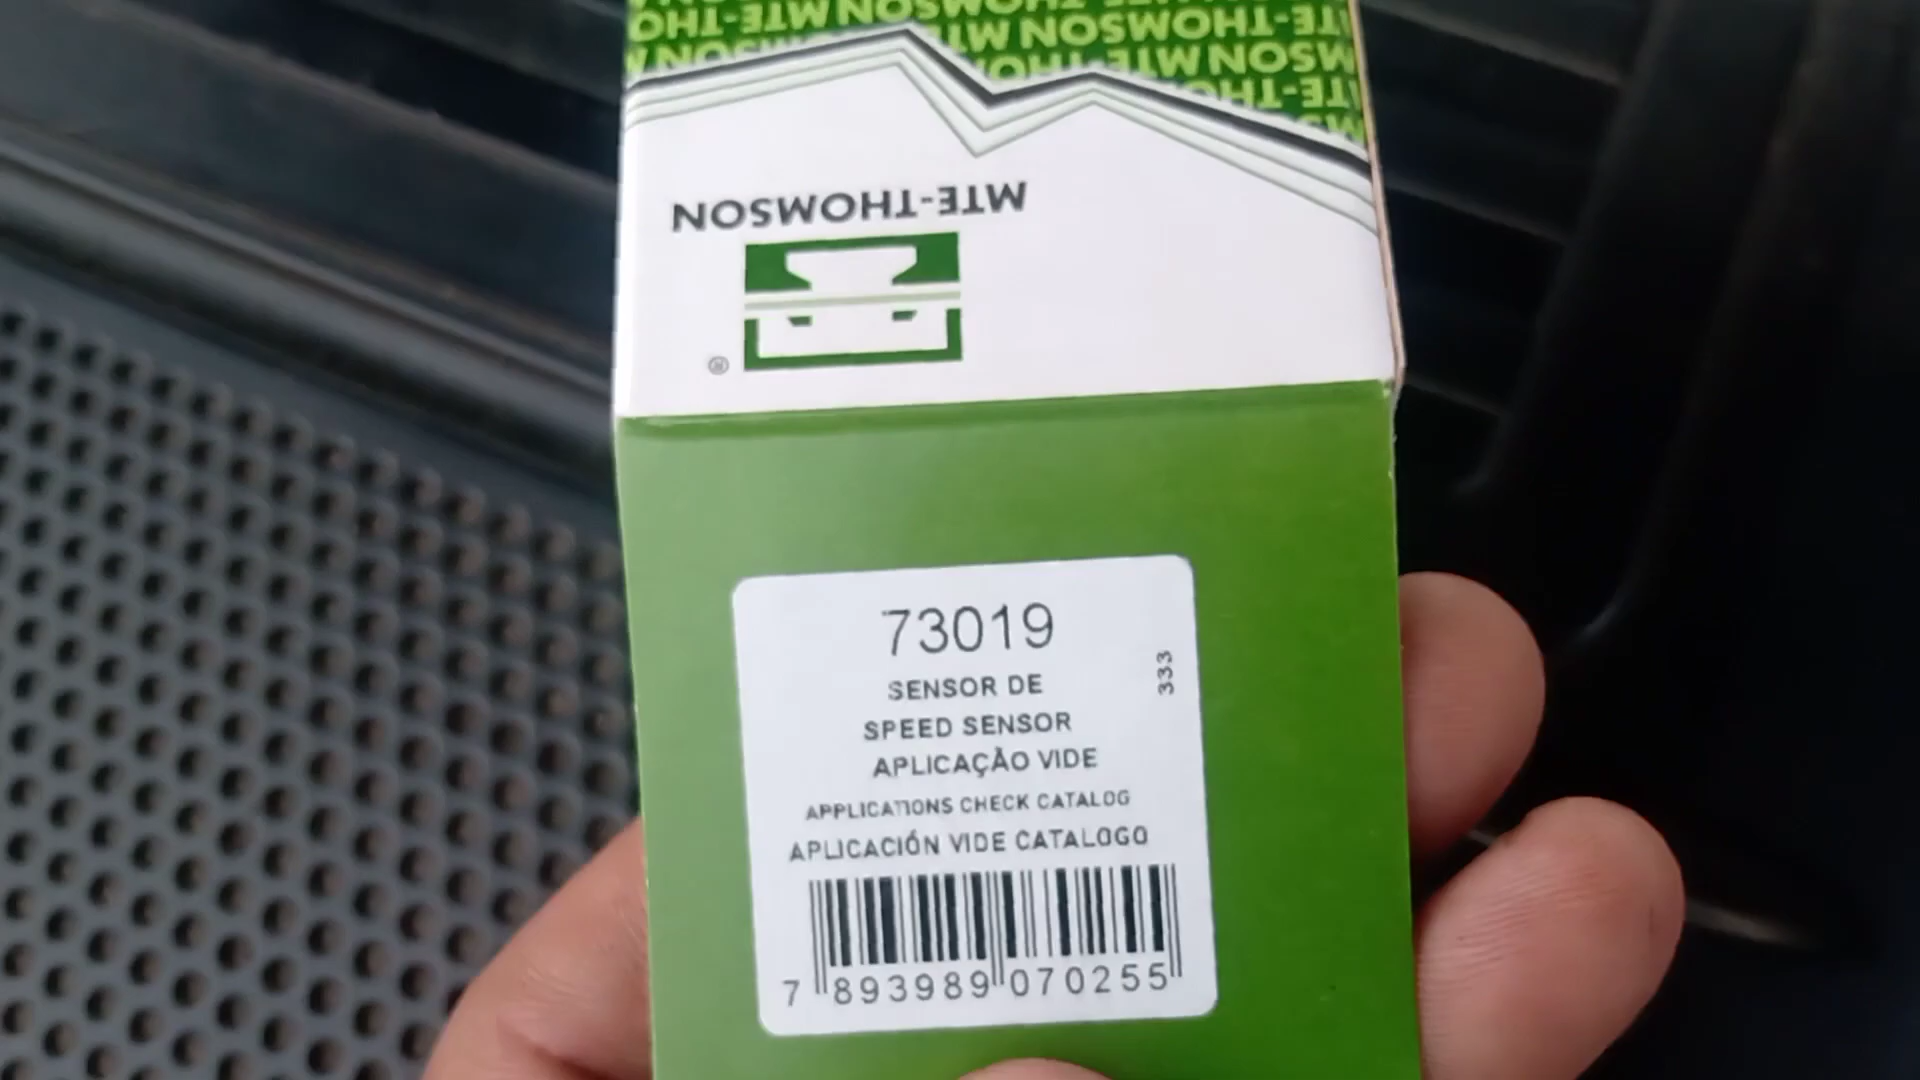 MTE-THOMSON
73019
SENSOR DE
SPEED SENSOR
APLICAÇÃO VIDE
APPLICATIONS CHECK CATALOG
APLICACIÓN VIDE CATALOGO
333
7 893989 070255